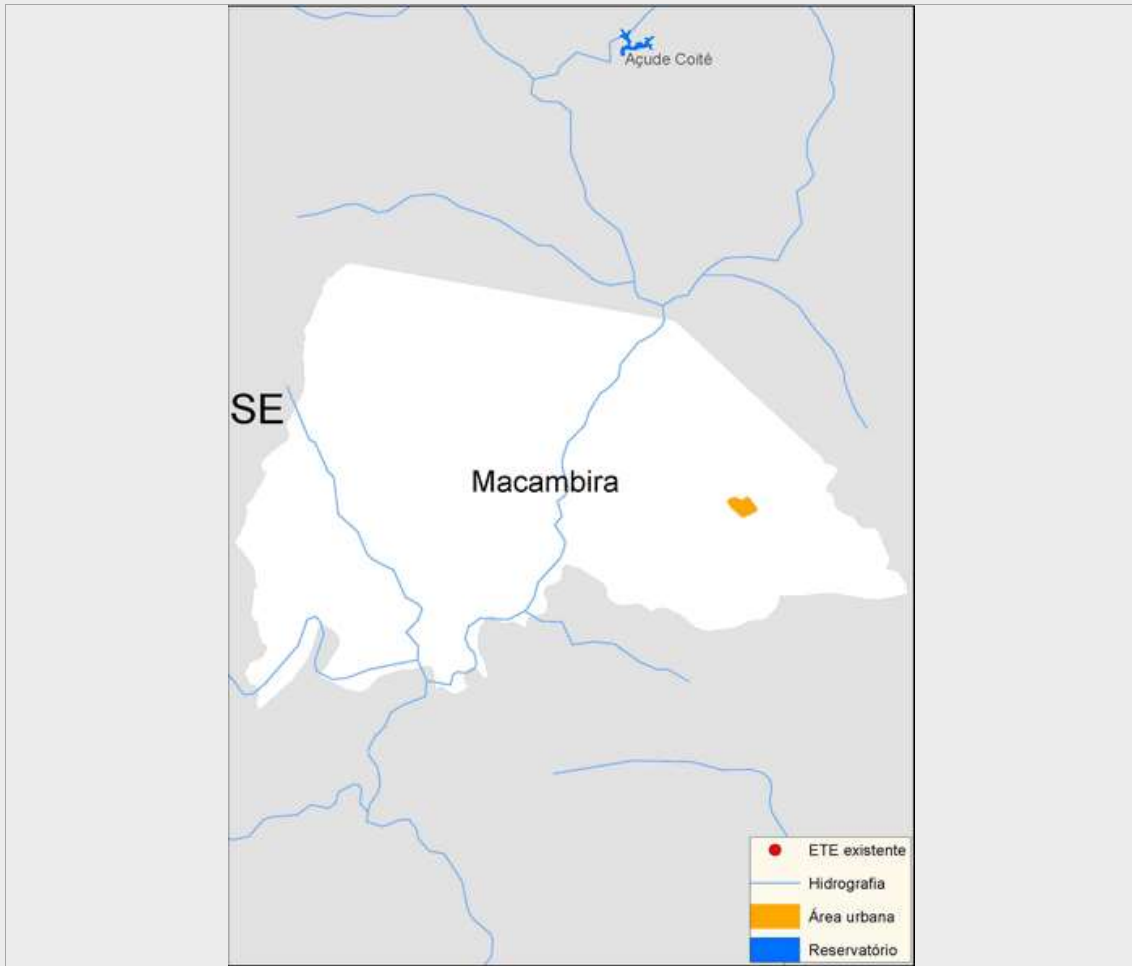 Açude Coité
SE
Macambira
ETE existente
Hidrografia
Área urbana
Reservatório